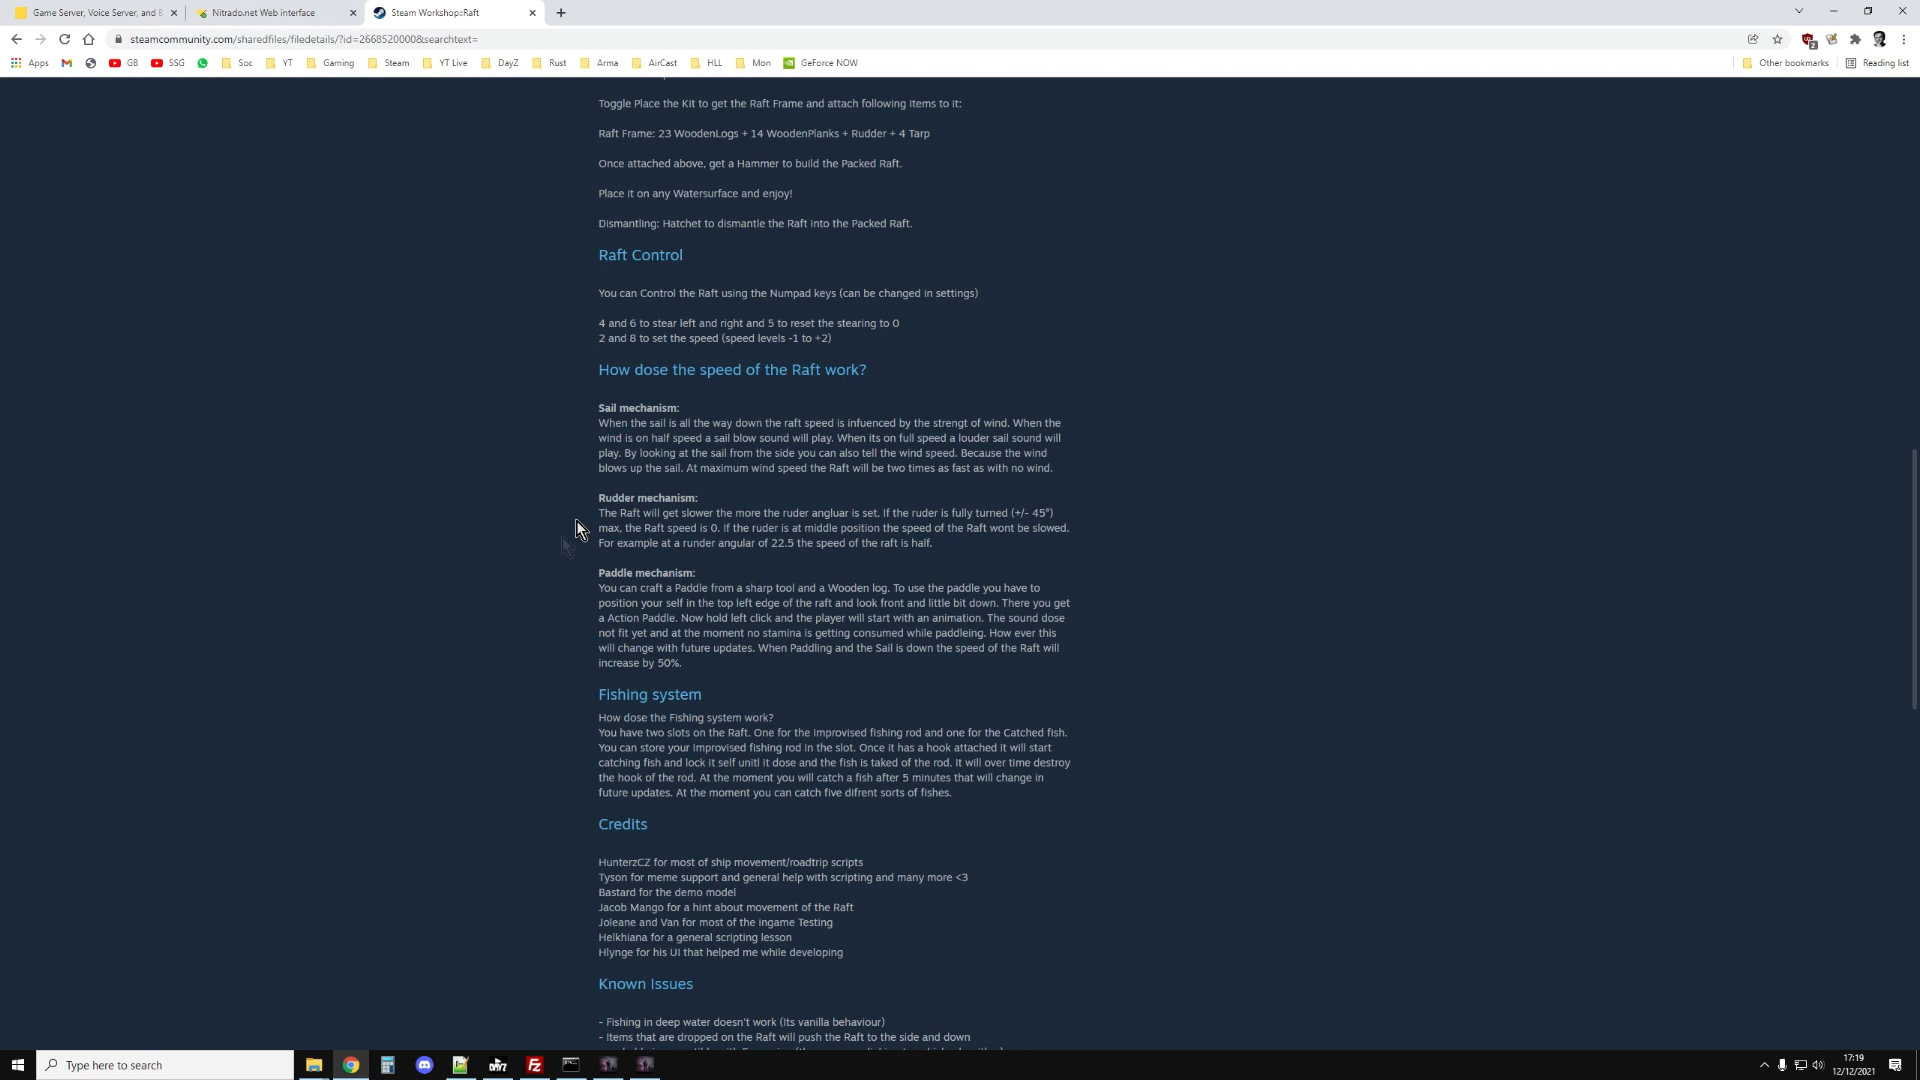 Game Server, Voice Server, and B
Nitrado.net Web interface
Steam Workshop::Raft
steamcommunity.com/sharedfiles/filedetails/?id=2668520000&searchtext=
2
Apps
GB
SSG
Soc
YT
Gaming
Steam
YT Live
DayZ
Rust
Arma
AirCast
HLL
Mon
GeForce NOW
Other bookmarks
Reading list
Toggle Place the Kit to get the Raft Frame and attach following Items to it:
Raft Frame: 23 WoodenLogs + 14 WoodenPlanks + Rudder + 4 Tarp
Once attached above, get a Hammer to build the Packed Raft.
Place it on any Watersurface and enjoy!
Dismantling: Hatchet to dismantle the Raft into the Packed Raft.
Raft Control
You can Control the Raft using the Numpad keys (can be changed in settings)
4 and 6 to stear left and right and 5 to reset the stearing to 0
2 and 8 to set the speed (speed levels -1 to +2)
How dose the speed of the Raft work?
Sail mechanism:
When the sail is all the way down the raft speed is infuenced by the strengt of wind. When the
wind is on half speed a sail blow sound will play. When its on full speed a louder sail sound will
play. By looking at the sail from the side you can also tell the wind speed. Because the wind
blows up the sail. At maximum wind speed the Raft will be two times as fast as with no wind.
Rudder mechanism:
The Raft will get slower the more the ruder angluar is set. If the ruder is fully turned (+/- 45°)
max, the Raft speed is 0. If the ruder is at middle position the speed of the Raft wont be slowed.
For example at a runder angular of 22.5 the speed of the raft is half.
Paddle mechanism:
You can craft a Paddle from a sharp tool and a Wooden log. To use the paddle you have to
position your self in the top left edge of the raft and look front and little bit down. There you get
a Action Paddle. Now hold left click and the player will start with an animation. The sound dose
not fit yet and at the moment no stamina is getting consumed while paddleing. How ever this
will change with future updates. When Paddling and the Sail is down the speed of the Raft will
increase by 50%.
Fishing system
How dose the Fishing system work?
You have two slots on the Raft. One for the Improvised fishing rod and one for the Catched fish.
You can store your Improvised fishing rod in the slot. Once it has a hook attached it will start
catching fish and lock it self unitl it dose and the fish is taked of the rod. It will over time destroy
the hook of the rod. At the moment you will catch a fish after 5 minutes that will change in
future updates. At the moment you can catch five difrent sorts of fishes.
Credits
HunterzCZ for most of ship movement/roadtrip scripts
Tyson for meme support and general help with scripting and many more <3
Bastard for the demo model
Jacob Mango for a hint about movement of the Raft
Joleane and Van for most of the ingame Testing
Helkhiana for a general scripting lesson
Hlynge for his UI that helped me while developing
Known Issues
- Fishing in deep water doesn't work (Its vanilla behaviour)
- Items that are dropped on the Raft will push the Raft to the side and down
Type here to search
DAYZ
FZ
17:19
12/12/2021